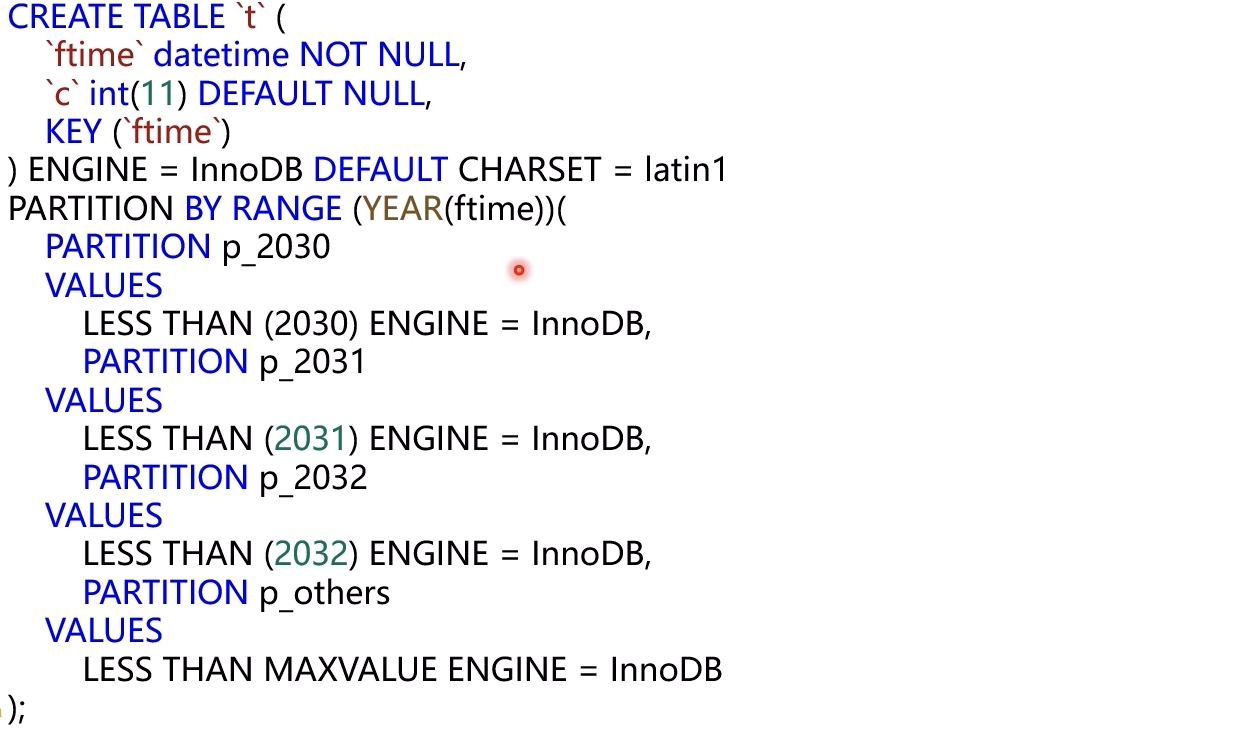 CREATE TABLE `t` (
`ftime` datetime NOT NULL,
`c` int(11) DEFAULT NULL,
KEY (`ftime`)
) ENGINE = InnoDB DEFAULT CHARSET = latin1
PARTITION BY RANGE (YEAR(ftime))(
PARTITION p_2030
VALUES
LESS THAN (2030) ENGINE = InnoDB,
PARTITION p_2031
VALUES
LESS THAN (2031) ENGINE = InnoDB,
PARTITION p_2032
VALUES
LESS THAN (2032) ENGINE = InnoDB,
PARTITION p_others
VALUES
LESS THAN MAXVALUE ENGINE = InnoDB
);